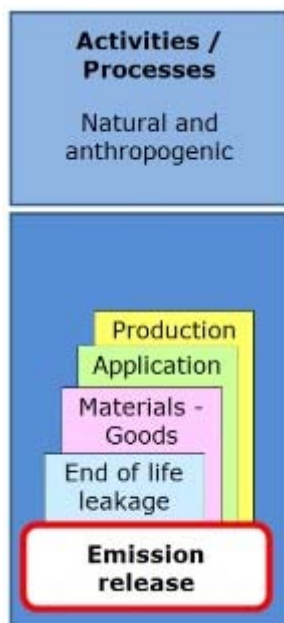 Activities /
Processes
Natural and
anthropogenic
Production
Application
Materials -
Goods
End of life
leakage
Emission
release